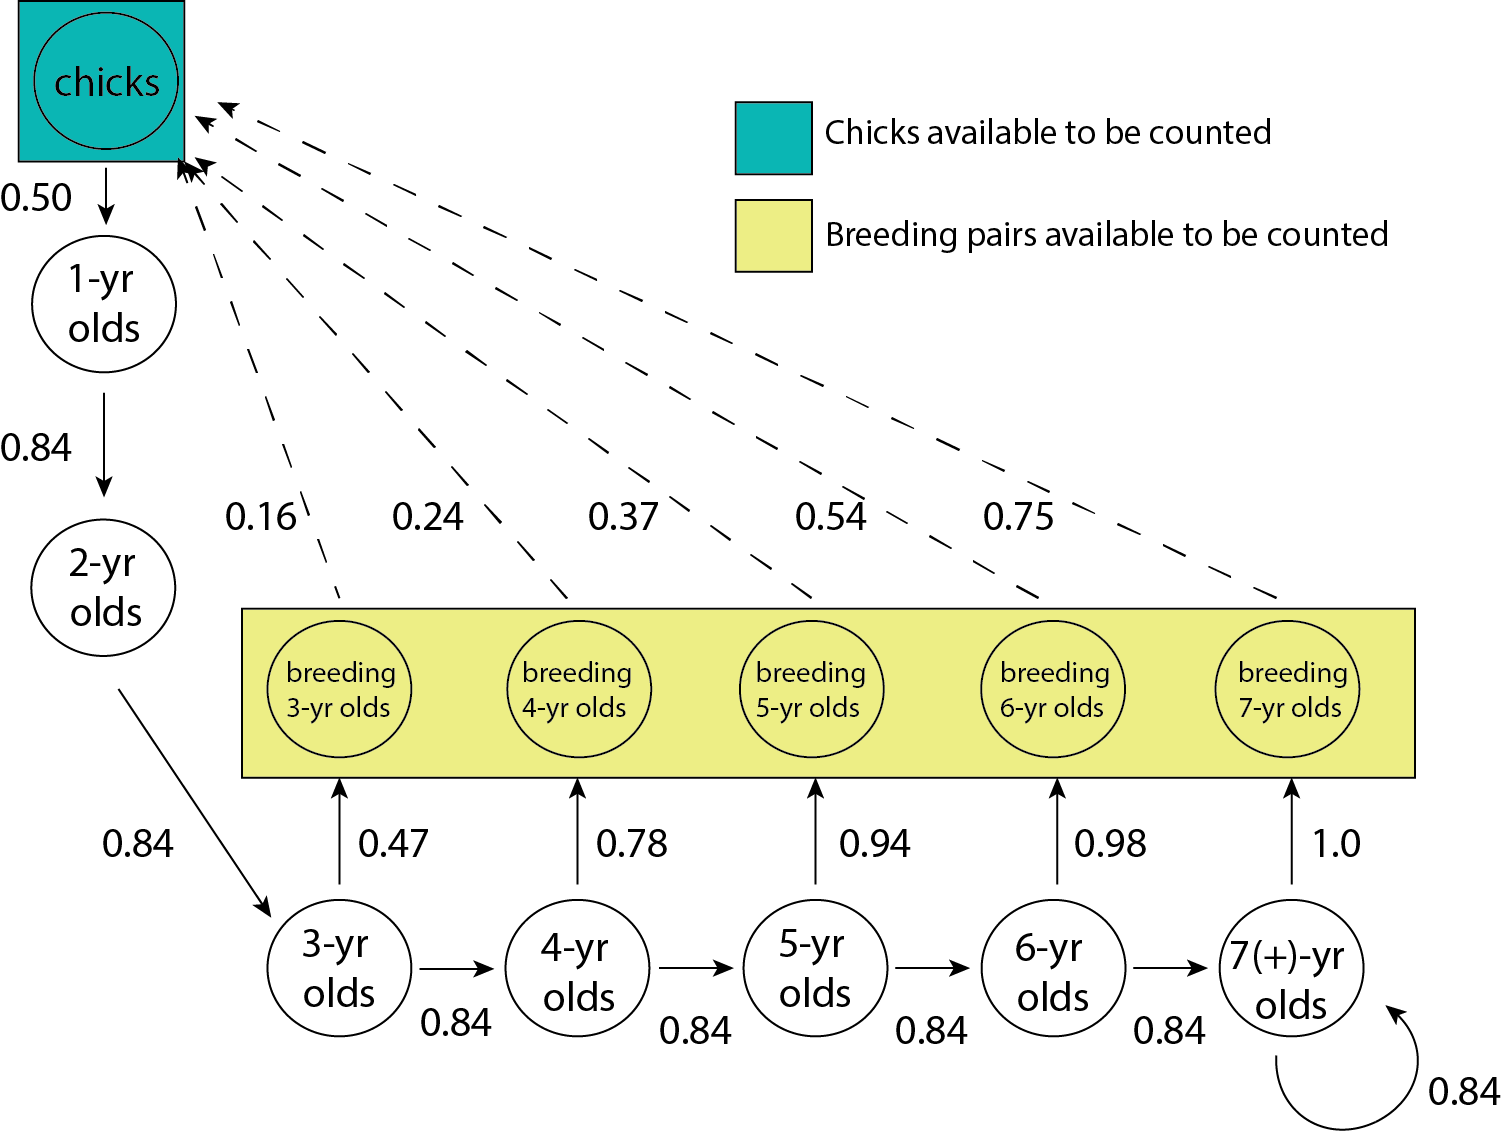 chicks
Chicks available to be counted
0.50
Breeding pairs available to be counted
1-yr
olds
0.84
0.16
0.24
0.37
0.54
0.75
2-yr
olds
breeding
3-yr olds
breeding
4-yr olds
breeding
5-yr olds
breeding
6-yr olds
breeding
7-yr olds
0.84
0.47
0.78
0.94
0.98
1.0
3-yr
olds
4-yr
olds
5-yr
olds
6-yr
olds
7(+)-yr
olds
0.84
0.84
0.84
0.84
0.84